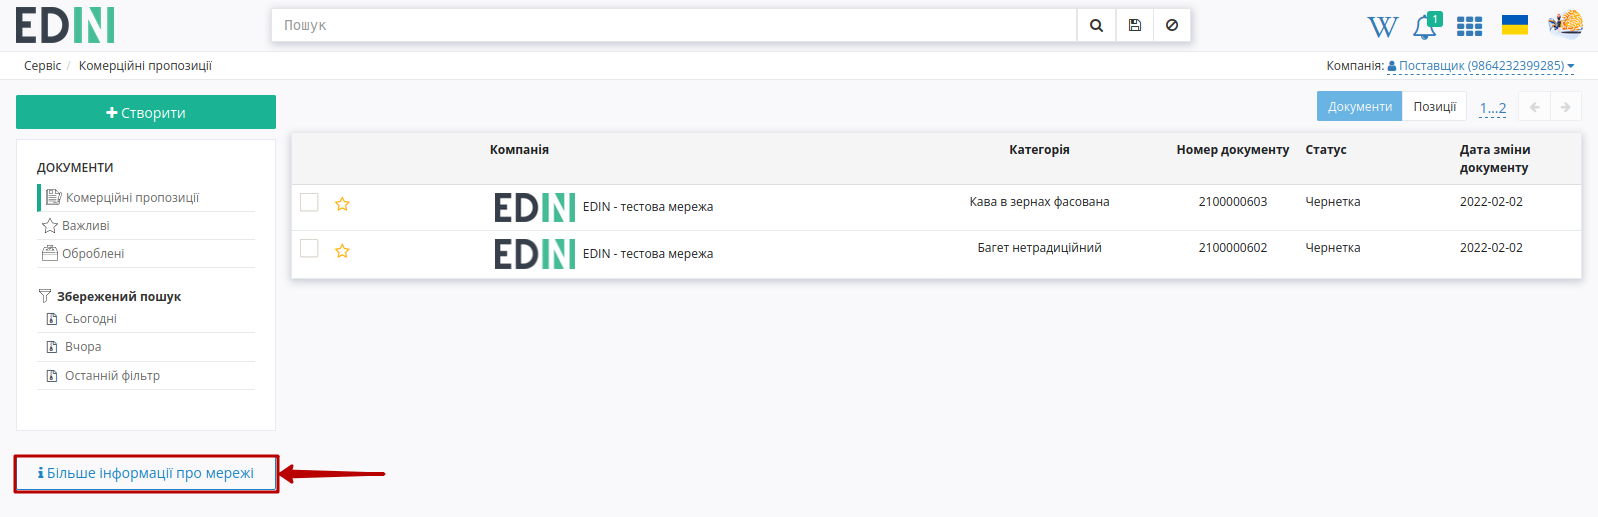 EDIN
Пошук
W
1
Сервіс / Комерційні пропозиції
Компанія: Поставщик (9864232399285)
Створити
Документи
Позиції
1...2
ДОКУМЕНТИ
Комерційні пропозиції
Важливі
Оброблені
Збережений пошук
Сьогодні
Вчора
Останній фільтр
Більше інформації про мережі
Компанія
Категорія
Номер документу
Статус
Дата зміни
документу
EDIN EDIN - тестова мережа Кава в зернах фасована 2100000603 Чернетка 2022-02-02
EDIN EDIN - тестова мережа Багет нетрадиційний 2100000602 Чернетка 2022-02-02